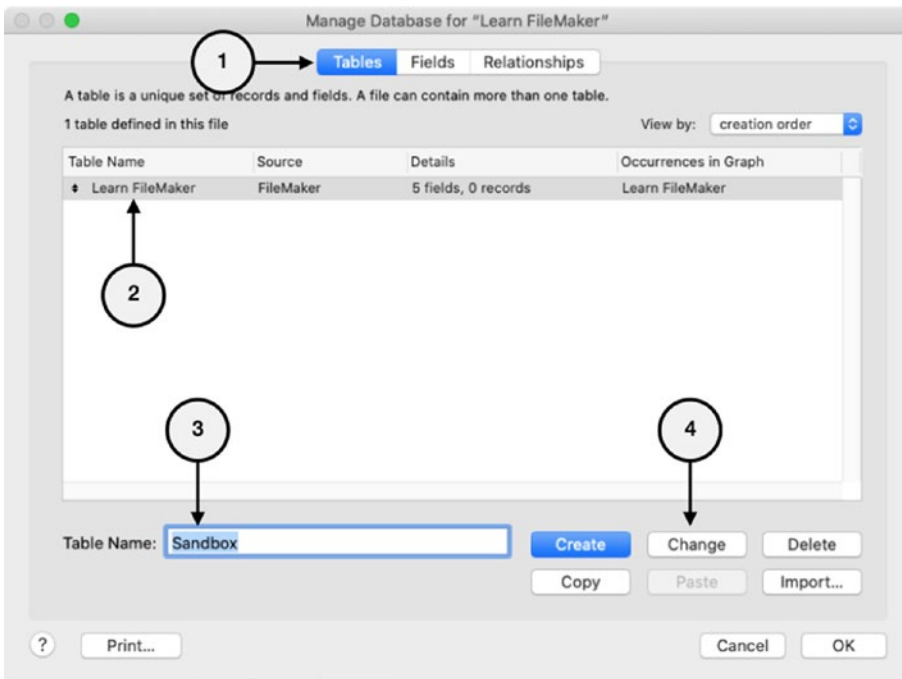 Manage Database for "Learn FileMaker"
1
Tables Fields Relationships
A table is a unique set of records and fields. A file can contain more than one table.
1 table defined in this file
View by: creation order
Table Name Source Details Occurrences in Graph
Learn FileMaker FileMaker 5 fields, 0 records Learn FileMaker
2
3 4
Table Name: Sandbox
Create Change Delete
Copy Paste Import...
? Print... Cancel OK